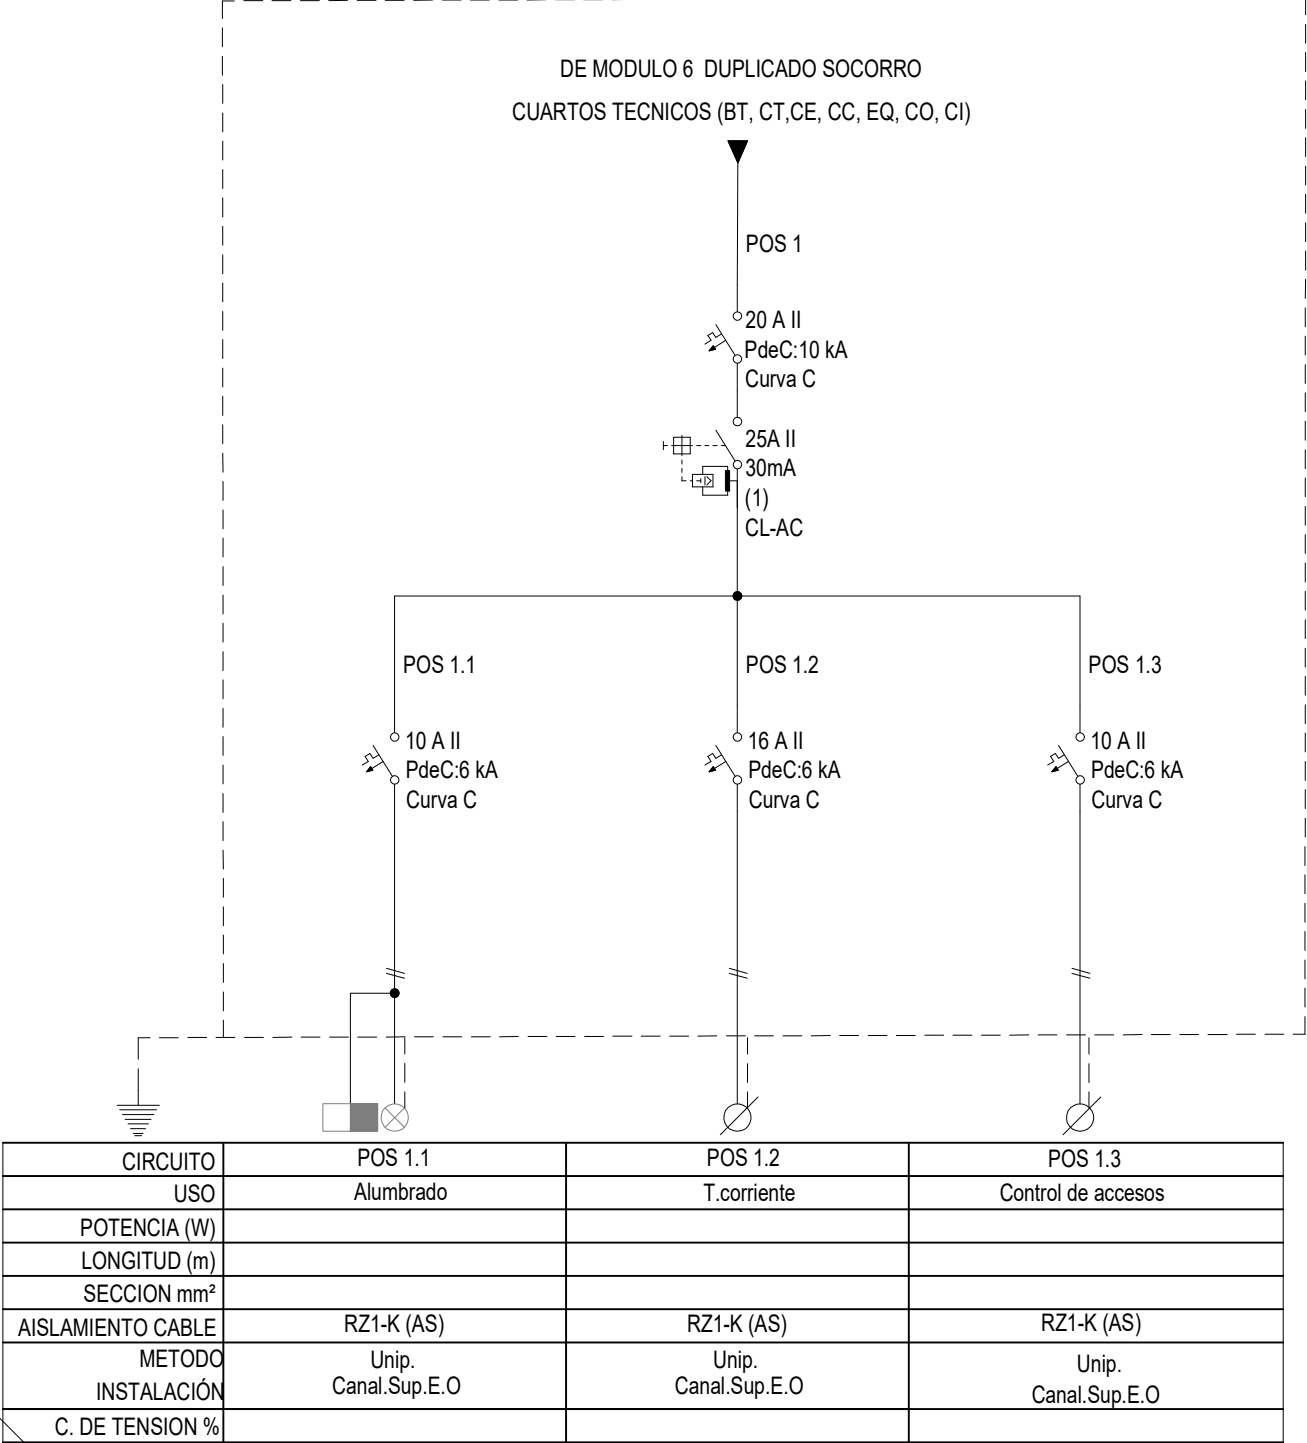 DE MODULO 6 DUPLICADO SOCORRO
CUARTOS TECNICOS (BT, CT,CE, CC, EQ, CO, CI)
POS 1
20 A II
PdeC:10 kA
Curva C
25A II
30mA
(1)
CL-AC
POS 1.1
POS 1.2
POS 1.3
10 A II
PdeC:6 kA
Curva C
16 A II
PdeC:6 kA
Curva C
10 A II
PdeC:6 kA
Curva C
CIRCUITO POS 1.1 POS 1.2 POS 1.3
USO Alumbrado T.corriente Control de accesos
POTENCIA (W)
LONGITUD (m)
SECCION mm²
AISLAMIENTO CABLE RZ1-K (AS) RZ1-K (AS) RZ1-K (AS)
METODO Unip. Unip. Unip.
INSTALACIÓN Canal.Sup.E.O Canal.Sup.E.O Canal.Sup.E.O
C. DE TENSION %